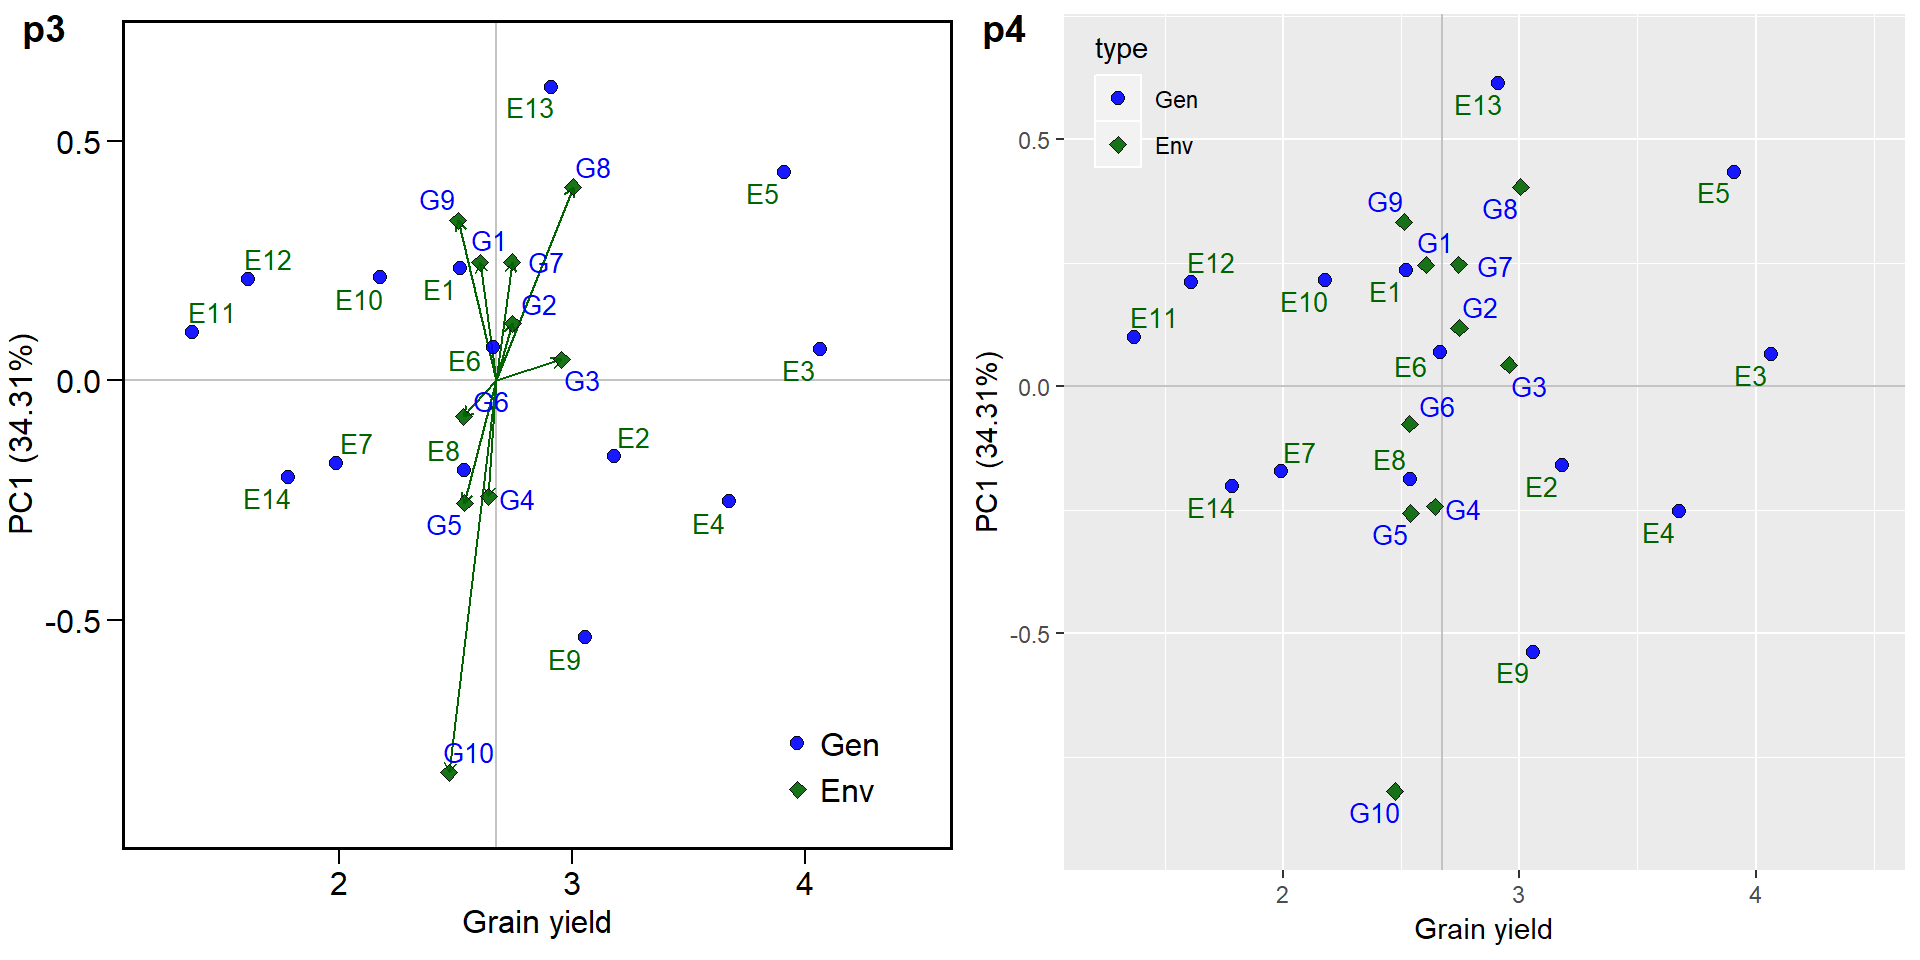 p3
E13
0.5
G8
E5
G9
G1
G7
E12
E10
E1
G2
E11
E6
E3
G3
0.0
G6
E2
E7
E8
E14
G4
G5
E4
-0.5
E9
G10
Gen
Env
PC1 (34.31%)
2
3
4
Grain yield
p4
type
Gen
Env
E13
0.5
E5
G9
G8
G1
E12
G7
E10
E1
G2
E11
E6
E3
0.0
G3
G6
E7
E8
E2
E14
G4
G5
E4
-0.5
E9
G10
PC1 (34.31%)
2
3
4
Grain yield